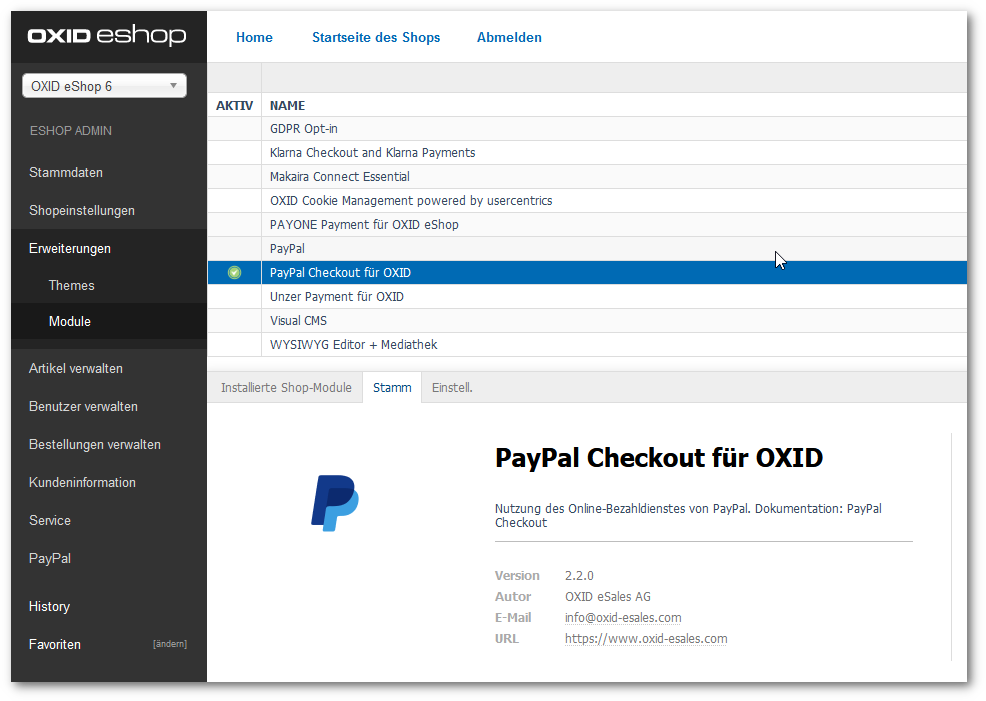 OXID eshop
Home Startseite des Shops Abmelden
OXID eShop 6
ESHOP ADMIN
Stammdaten
Shopeinstellungen
Erweiterungen
Themes
Module
Artikel verwalten
Benutzer verwalten
Bestellungen verwalten
Kundeninformation
Service
PayPal
History
Favoriten [ändern]
AKTIV NAME
GDPR Opt-in
Klarna Checkout and Klarna Payments
Makaira Connect Essential
OXID Cookie Management powered by usercentrics
PAYONE Payment für OXID eShop
PayPal
PayPal Checkout für OXID
Unzer Payment für OXID
Visual CMS
WYSIWYG Editor + Mediathek
Installierte Shop-Module Stamm Einstell.
PayPal Checkout für OXID
Nutzung des Online-Bezahldienstes von PayPal. Dokumentation: PayPal
Checkout
Version 2.2.0
Autor OXID eSales AG
E-Mail info@oxid-esales.com
URL https://www.oxid-esales.com